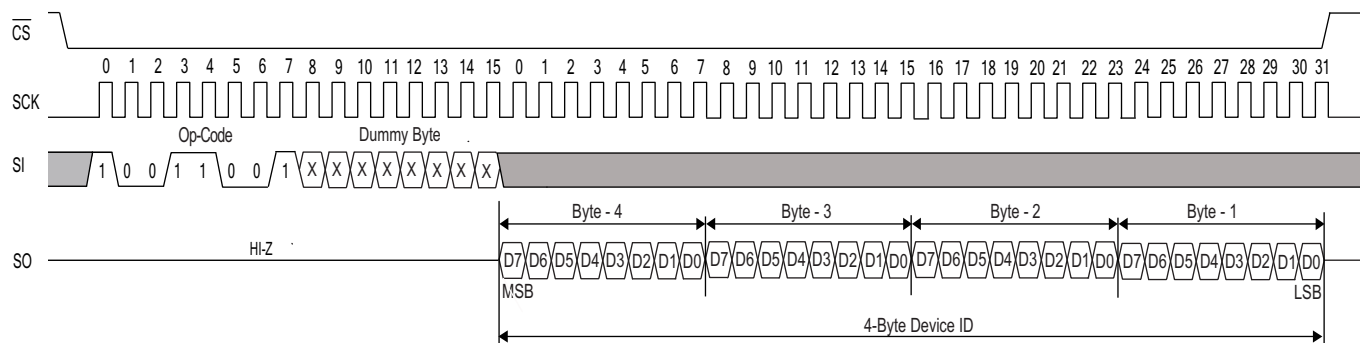 CS
0 1 2 3 4 5 6 7 8 9 10 11 12 13 14 15 0 1 2 3 4 5 6 7 8 9 10 11 12 13 14 15 16 17 18 19 20 21 22 23 24 25 26 27 28 29 30 31
SCK
Op-Code Dummy Byte
SI 1 0 0 1 1 0 0 1 X X X X X X X X
Byte - 4 Byte - 3 Byte - 2 Byte - 1
HI-Z
SO D7 D6 D5 D4 D3 D2 D1 D0 D7 D6 D5 D4 D3 D2 D1 D0 D7 D6 D5 D4 D3 D2 D1 D0 D7 D6 D5 D4 D3 D2 D1 D0
MSB LSB
4-Byte Device ID